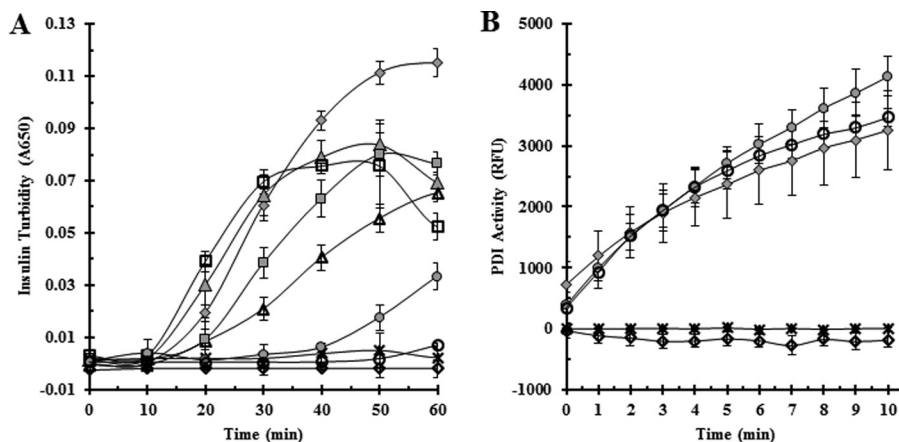 A
B
Insulin Turbidity (A650)
0.13
0.11
0.09
0.07
0.05
0.03
0.01
-0.01
0 10 20 30 40 50 60
Time (min)
PDI Activity (RFU)
5000
4000
3000
2000
1000
0
-1000
0 1 2 3 4 5 6 7 8 9 10
Time (min)